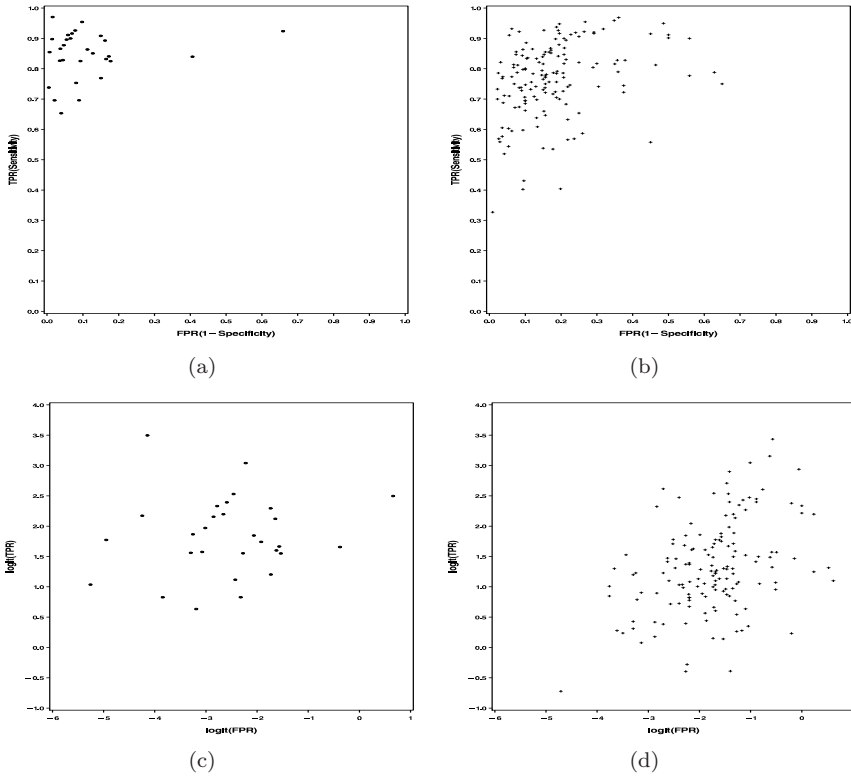 1.0
0.9
0.8
0.7
0.6
0.5
0.4
0.3
0.2
0.1
0.0
TPR(Sensitivity)
0.0 0.1 0.2 0.3 0.4 0.5 0.6 0.7 0.8 0.9 1.0
FPR(1−Specificity)
(a)
1.0
0.9
0.8
0.7
0.6
0.5
0.4
0.3
0.2
0.1
0.0
TPR(Sensitivity)
0.0 0.1 0.2 0.3 0.4 0.5 0.6 0.7 0.8 0.9 1.0
FPR(1−Specificity)
(b)
4.0
3.5
3.0
2.5
2.0
1.5
1.0
0.5
0.0
−0.5
−1.0
logit(TPR)
−6 −5 −4 −3 −2 −1 0 1
logit(FPR)
(c)
4.0
3.5
3.0
2.5
2.0
1.5
1.0
0.5
0.0
−0.5
−1.0
logit(TPR)
−6 −5 −4 −3 −2 −1 0
logit(FPR)
(d)